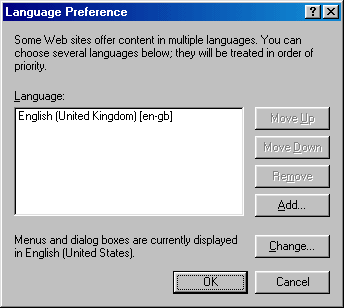 Language Preference
Some Web sites offer content in multiple languages. You can
choose several languages below; they will be treated in order of
priority.
Language:
English (United Kingdom) [en-gb]
Move Up
Move Down
Remove
Add...
Menus and dialog boxes are currently displayed
in English (United States).
Change...
OK
Cancel